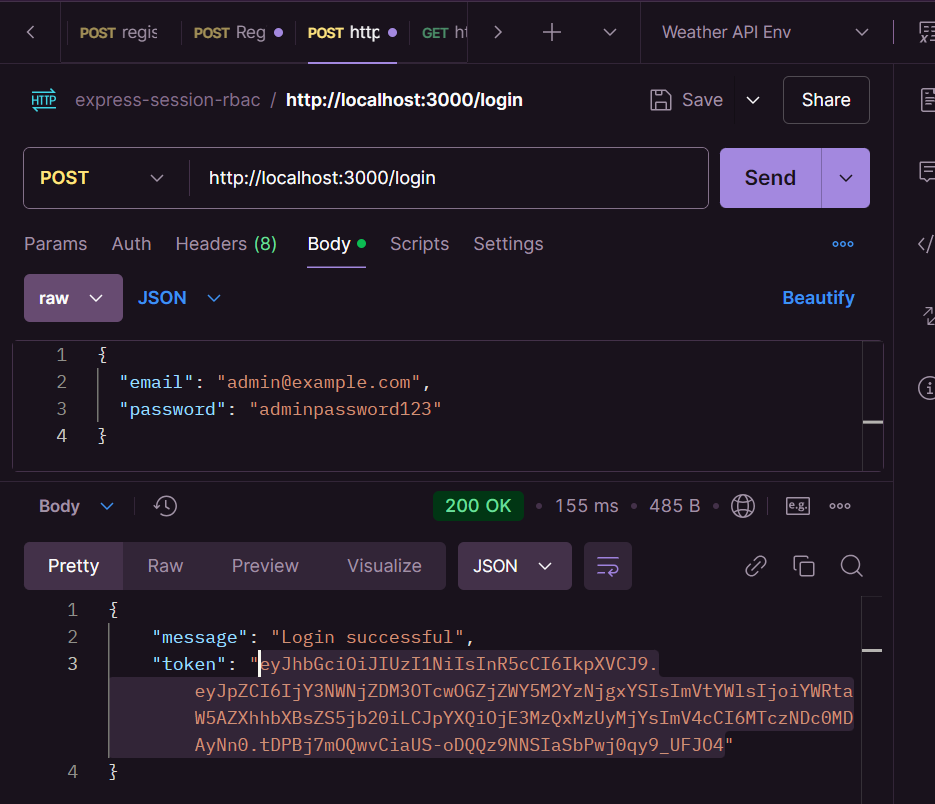 POST regis POST Reg POST http GET ht Weather API Env
HTTP express-session-rbac / http://localhost:3000/login Save Share
POST http://localhost:3000/login Send
Params Auth Headers (8) Body Scripts Settings
raw JSON Beautify
1 {
2 "email": "admin@example.com",
3 "password": "adminpassword123"
4 }
Body 200 OK • 155 ms • 485 B • e.g.
Pretty Raw Preview Visualize JSON
1 {
2 "message": "Login successful",
3 "token": "eyJhbGciOiJIUzI1NiIsInR5cCI6IkpXVCJ9.
eyJpZCI6IjY3NWNjZDM3OTcwOGZjZWY5M2YzNjgxYSIsImVtYWlsIjoiYWRta
W5AZXhhbXBsZS5jb20iLCJpYXQiOjE3MzQxMzUyMjYsImV4cCI6MTczNDc0MD
AyNn0.tDPBj7mOQwvCiaUS-oDQQz9NNSIaSbPwj0qy9_UFJO4"
4 }